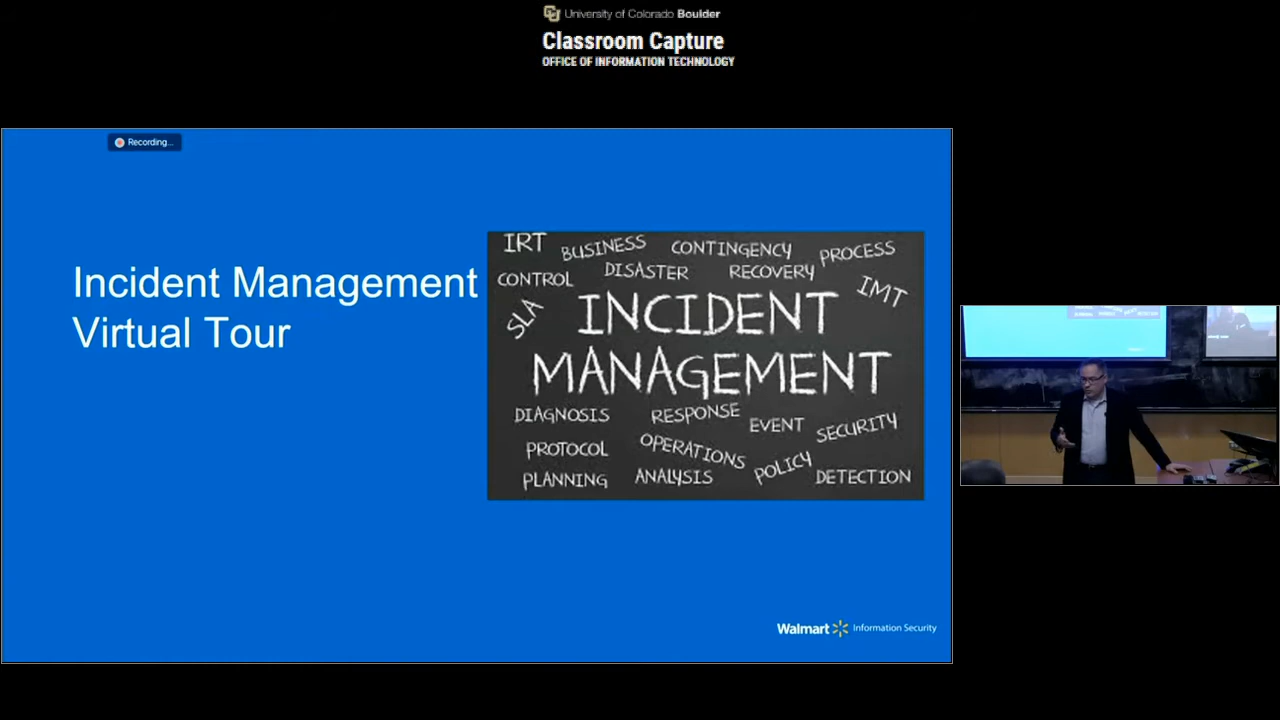 University of Colorado Boulder
Classroom Capture
OFFICE OF INFORMATION TECHNOLOGY
Recording...
Incident Management
Virtual Tour
IRT BUSINESS CONTINGENCY PROCESS
CONTROL DISASTER RECOVERY
SLA IMT
INCIDENT
MANAGEMENT
DIAGNOSIS RESPONSE EVENT SECURITY
PROTOCOL OPERATIONS
PLANNING ANALYSIS POLICY DETECTION
Walmart Information Security